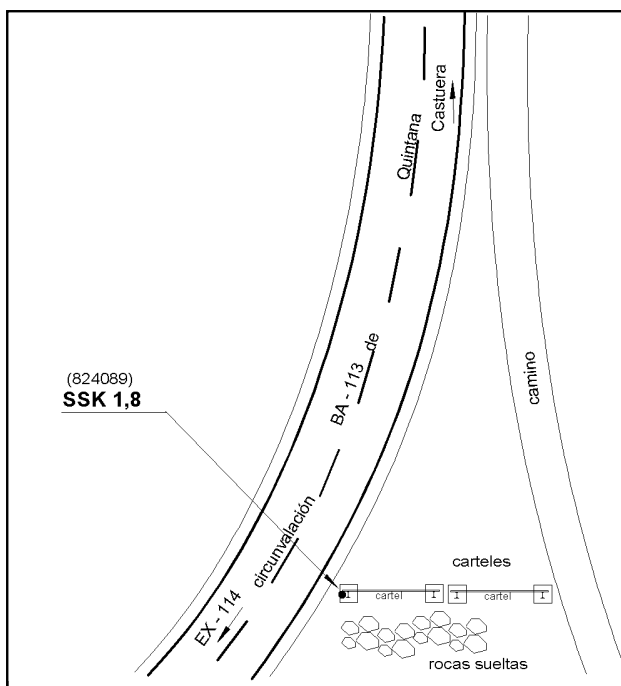 Castuera
Quintana
BA - 113 de
circunvalación
EX - 114
camino
(824089)
SSK 1,8
carteles
I cartel I I cartel I
rocas sueltas